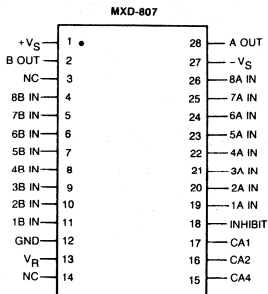 MXD-807
+VS 1 28 A OUT
B OUT 2 27 -VS
NC 3 26 8A IN
8B IN 4 25 7A IN
7B IN 5 24 6A IN
6B IN 6 23 5A IN
5B IN 7 22 4A IN
4B IN 8 21 3A IN
3B IN 9 20 2A IN
2B IN 10 19 1A IN
1B IN 11 18 INHIBIT
GND 12 17 CA1
VR 13 16 CA2
NC 14 15 CA4